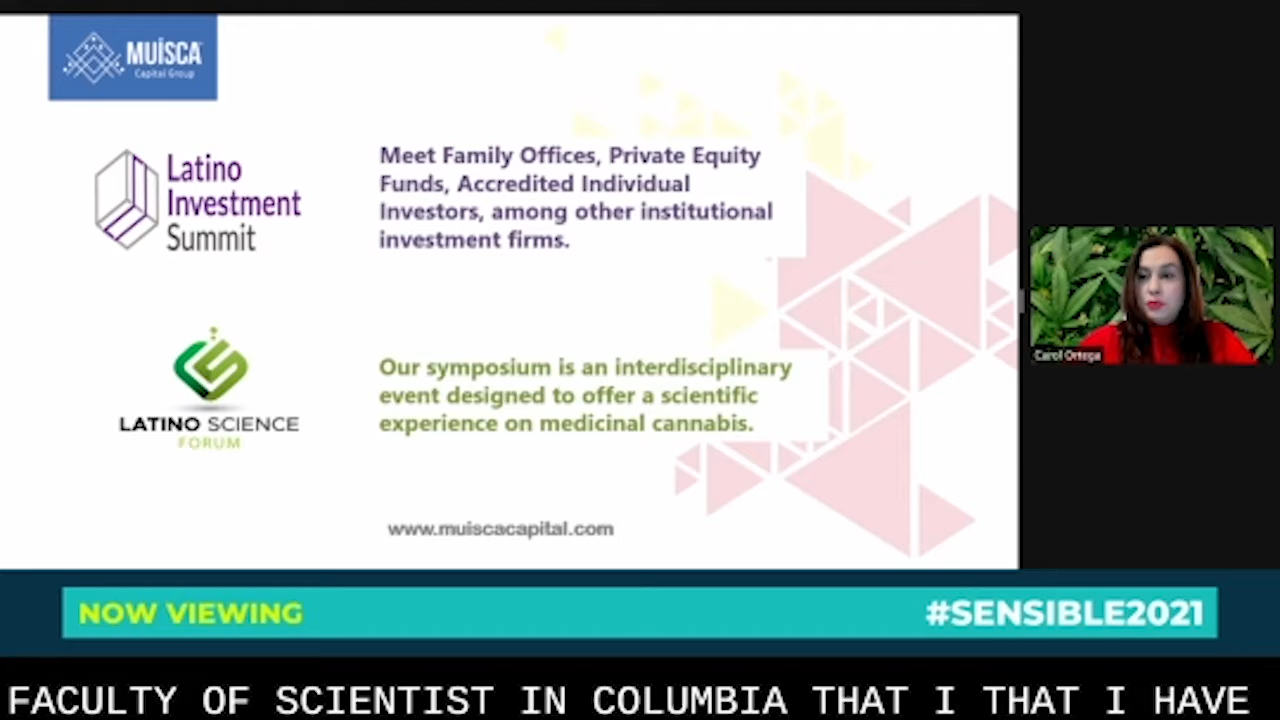 MUÏSCA
Capital Group
Latino
Investment
Summit
Meet Family Offices, Private Equity
Funds, Accredited Individual
Investors, among other institutional
investment firms.
LATINO SCIENCE
FORUM
Our symposium is an interdisciplinary
event designed to offer a scientific
experience on medicinal cannabis.
www.muiscacapital.com
Carol Ortega
NOW VIEWING
#SENSIBLE2021
FACULTY OF SCIENTIST IN COLUMBIA THAT I THAT I HAVE